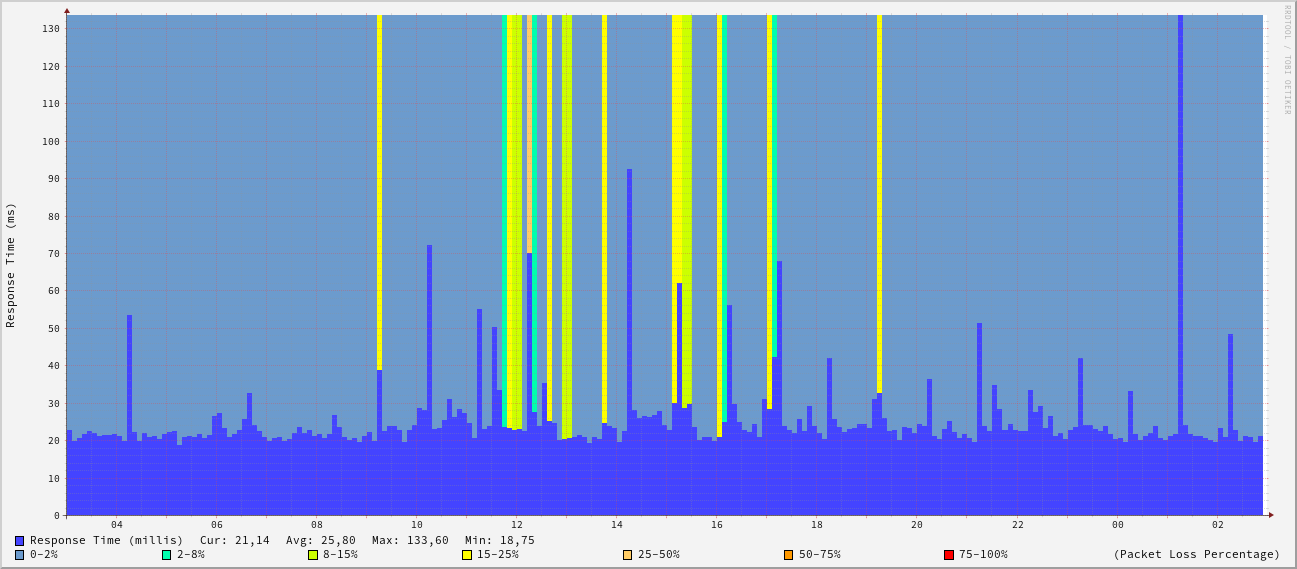 RRDTOOL / TOBI OETIKER
Response Time (ms)
130
120
110
100
90
80
70
60
50
40
30
20
10
0
04 06 08 10 12 14 16 18 20 22 00 02
Response Time (millis) Cur: 21,14 Avg: 25,80 Max: 133,60 Min: 18,75
0-2% 2-8% 8-15% 15-25% 25-50% 50-75% 75-100% (Packet Loss Percentage)